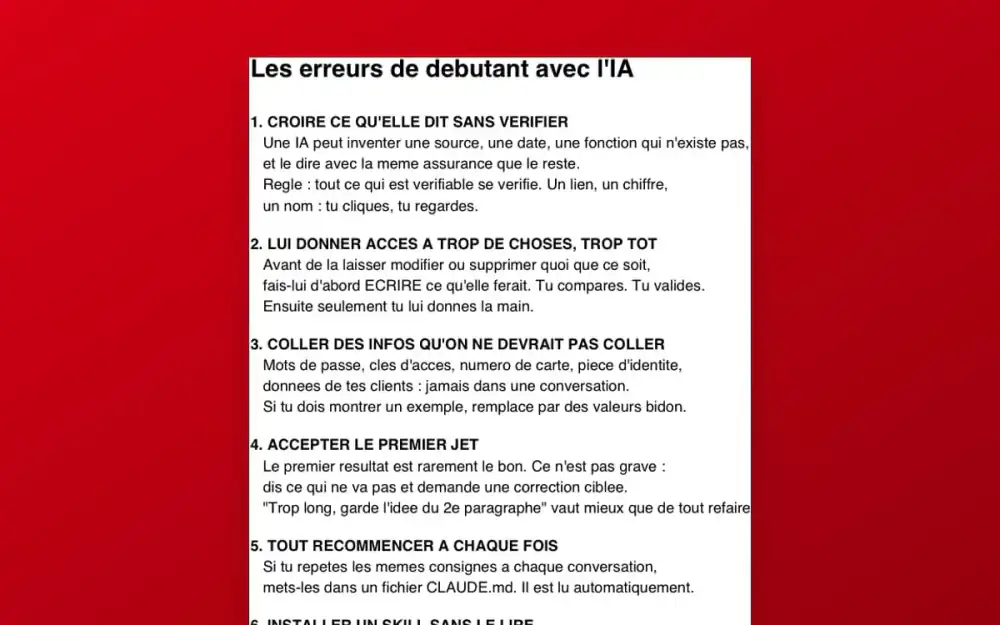 Les erreurs de debutant avec l'IA
1. CROIRE CE QU'ELLE DIT SANS VERIFIER
Une IA peut inventer une source, une date, une fonction qui n'existe pas,
et le dire avec la meme assurance que le reste.
Regle : tout ce qui est verifiable se verifie. Un lien, un chiffre,
un nom : tu cliques, tu regardes.
2. LUI DONNER ACCES A TROP DE CHOSES, TROP TOT
Avant de la laisser modifier ou supprimer quoi que ce soit,
fais-lui d'abord ECRIRE ce qu'elle ferait. Tu compares. Tu valides.
Ensuite seulement tu lui donnes la main.
3. COLLER DES INFOS QU'ON NE DEVRAIT PAS COLLER
Mots de passe, cles d'acces, numero de carte, piece d'identite,
donnees de tes clients : jamais dans une conversation.
Si tu dois montrer un exemple, remplace par des valeurs bidon.
4. ACCEPTER LE PREMIER JET
Le premier resultat est rarement le bon. Ce n'est pas grave :
dis ce qui ne va pas et demande une correction ciblee.
"Trop long, garde l'idee du 2e paragraphe" vaut mieux que de tout refaire
5. TOUT RECOMMENCER A CHAQUE FOIS
Si tu repetes les memes consignes a chaque conversation,
mets-les dans un fichier CLAUDE.md. Il est lu automatiquement.
6. INSTALLER UN SKILL SANS LE LIRE